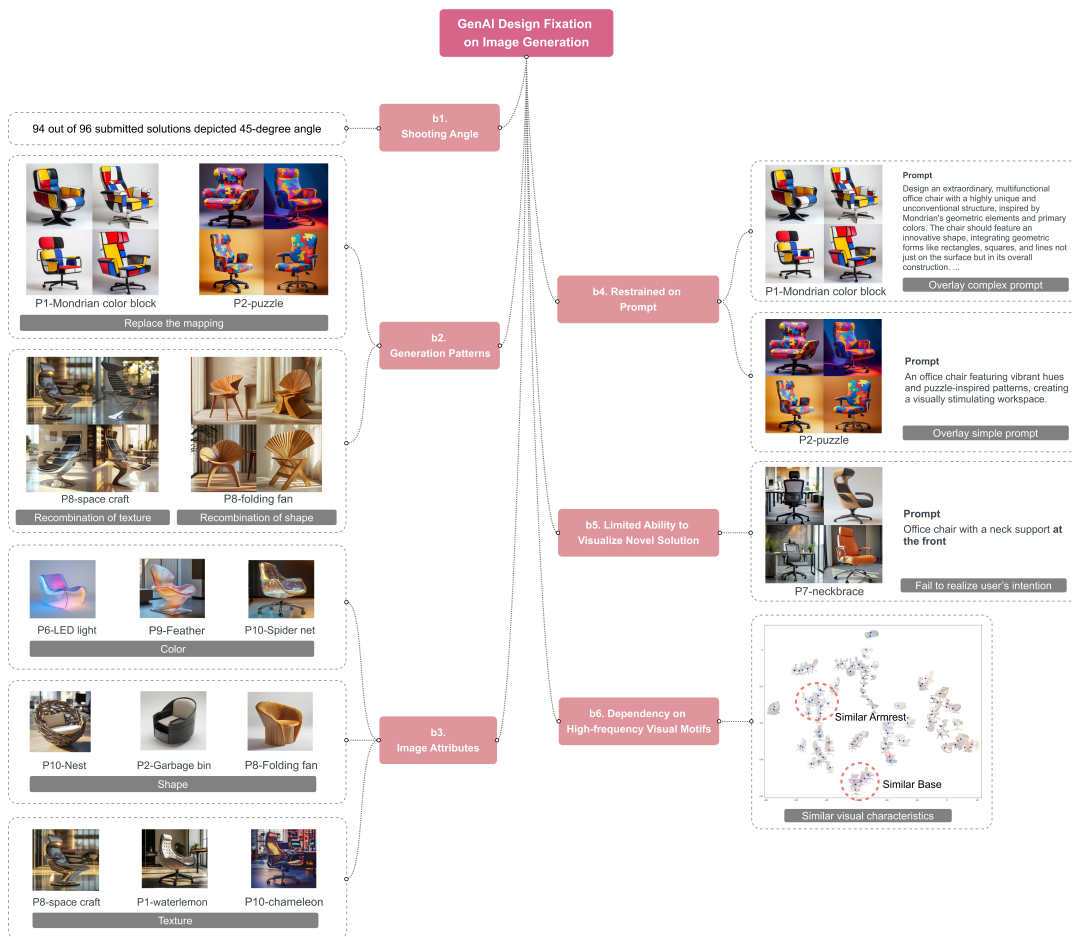 GenAI Design Fixation
on Image Generation
b1.
Shooting Angle
94 out of 96 submitted solutions depicted 45-degree angle
P1-Mondrian color block
P2-puzzle
Replace the mapping
b2.
Generation Patterns
P8-space craft
P8-folding fan
Recombination of texture
Recombination of shape
P6-LED light
P9-Feather
P10-Spider net
Color
b3.
Image Attributes
P10-Nest
P2-Garbage bin
P8-Folding fan
Shape
P8-space craft
P1-waterlemon
P10-chameleon
Texture
b4. Restrained on
Prompt
P1-Mondrian color block
Prompt
Design an extraordinary, multifunctional
office chair with a highly unique and
unconventional structure, inspired by
Mondrian's geometric elements and primary
colors. The chair should feature an
innovative shape, integrating geometric
forms like rectangles, squares, and lines not
just on the surface but in its overall
construction. ...
Overlay complex prompt
P2-puzzle
Prompt
An office chair featuring vibrant hues
and puzzle-inspired patterns, creating
a visually stimulating workspace.
Overlay simple prompt
b5. Limited Ability to
Visualize Novel Solution
P7-neckbrace
Prompt
Office chair with a neck support at
the front
Fail to realize user's intention
b6. Dependency on
High-frequency Visual Motifs
Similar Armrest
Similar Base
Similar visual characteristics